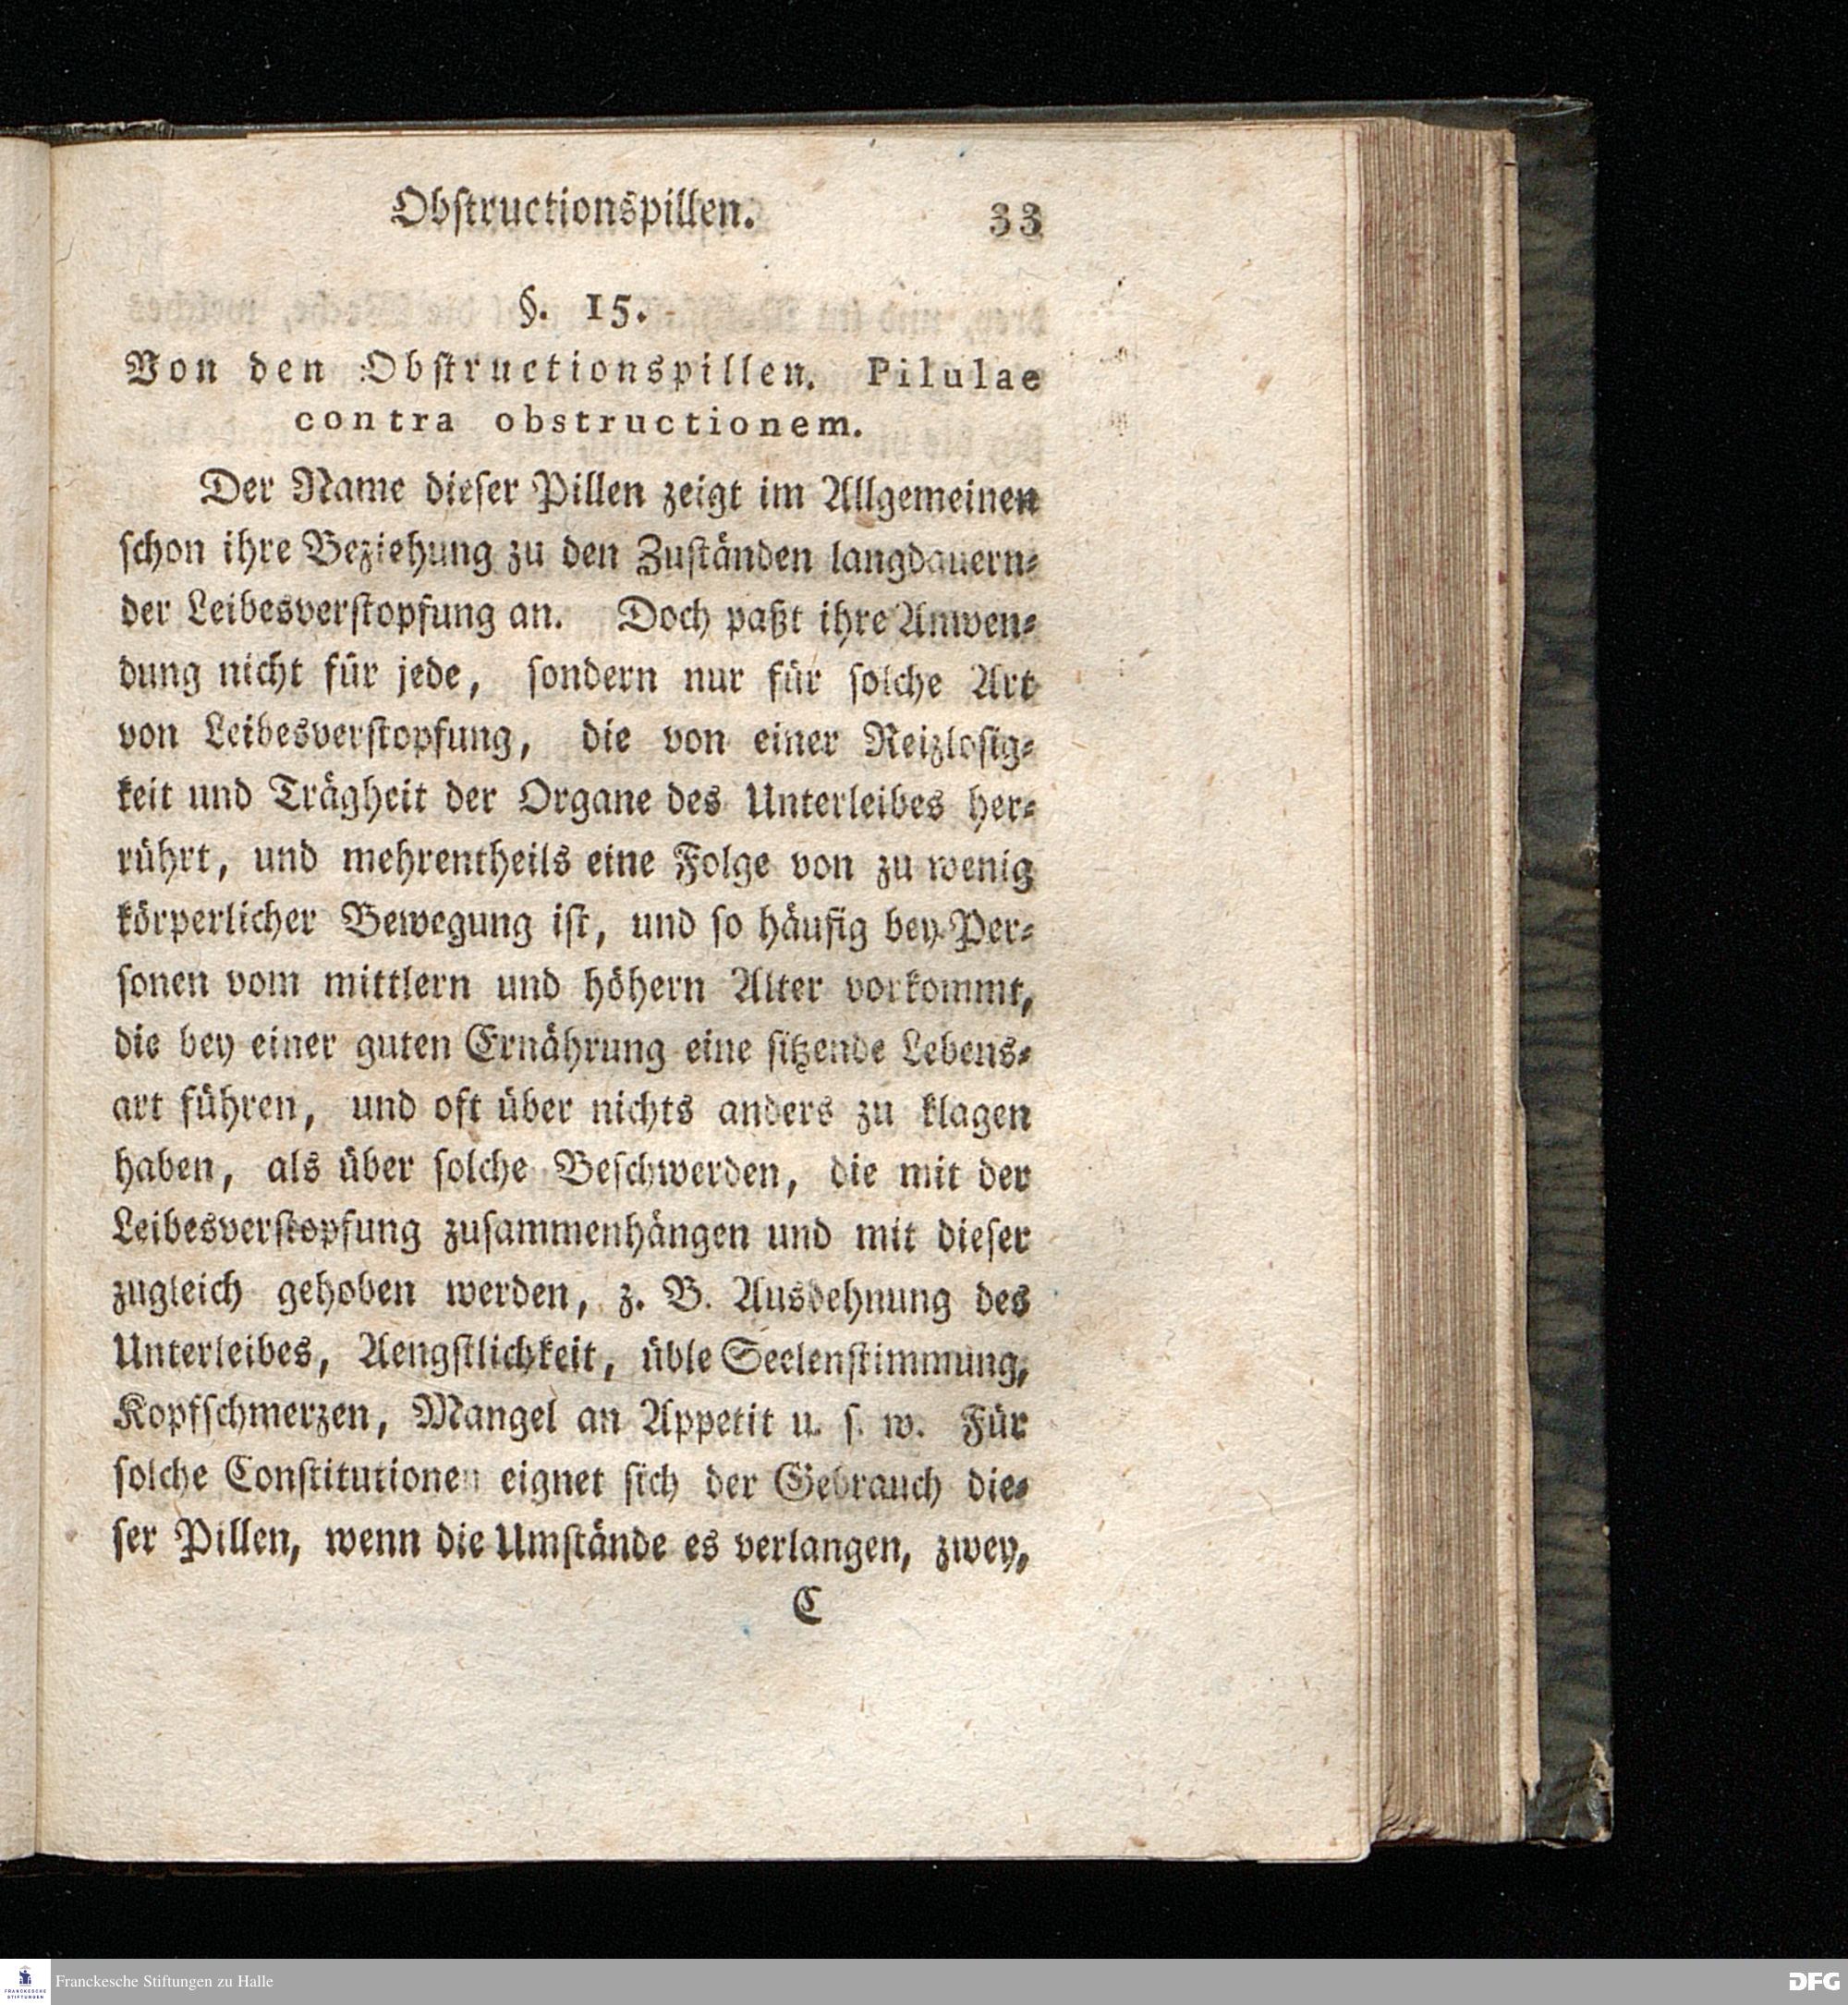 Obſtructionspillen. 33
§. 15.
Von den Obſtructionspillen. Pilulae
contra obstructionem.
Der Name dieſer Pillen zeigt im Allgemeinen
ſchon ihre Beziehung zu den Zuſtänden langdauern⸗
der Leibesverſtopfung an. Doch paßt ihre Anwen⸗
dung nicht für jede, ſondern nur für ſolche Art
von Leibesverſtopfung, die von einer Reizloſig⸗
keit und Trägheit der Organe des Unterleibes her⸗
rührt, und mehrentheils eine Folge von zu wenig
körperlicher Bewegung iſt, und ſo häufig bey Per⸗
ſonen vom mittlern und höhern Alter vorkommt,
die bey einer guten Ernährung eine ſitzende Lebens⸗
art führen, und oft über nichts anders zu klagen
haben, als über ſolche Beſchwerden, die mit der
Leibesverſtopfung zuſammenhängen und mit dieſer
zugleich gehoben werden, z. B. Ausdehnung des
Unterleibes, Aengſtlichkeit, üble Seelenſtimmung,
Kopfſchmerzen, Mangel an Appetit u. ſ. w. Für
ſolche Conſtitutionen eignet ſich der Gebrauch die⸗
ſer Pillen, wenn die Umſtände es verlangen, zwey,
C
FRANCKESCHE STIFTUNGEN
Franckesche Stiftungen zu Halle
DFG